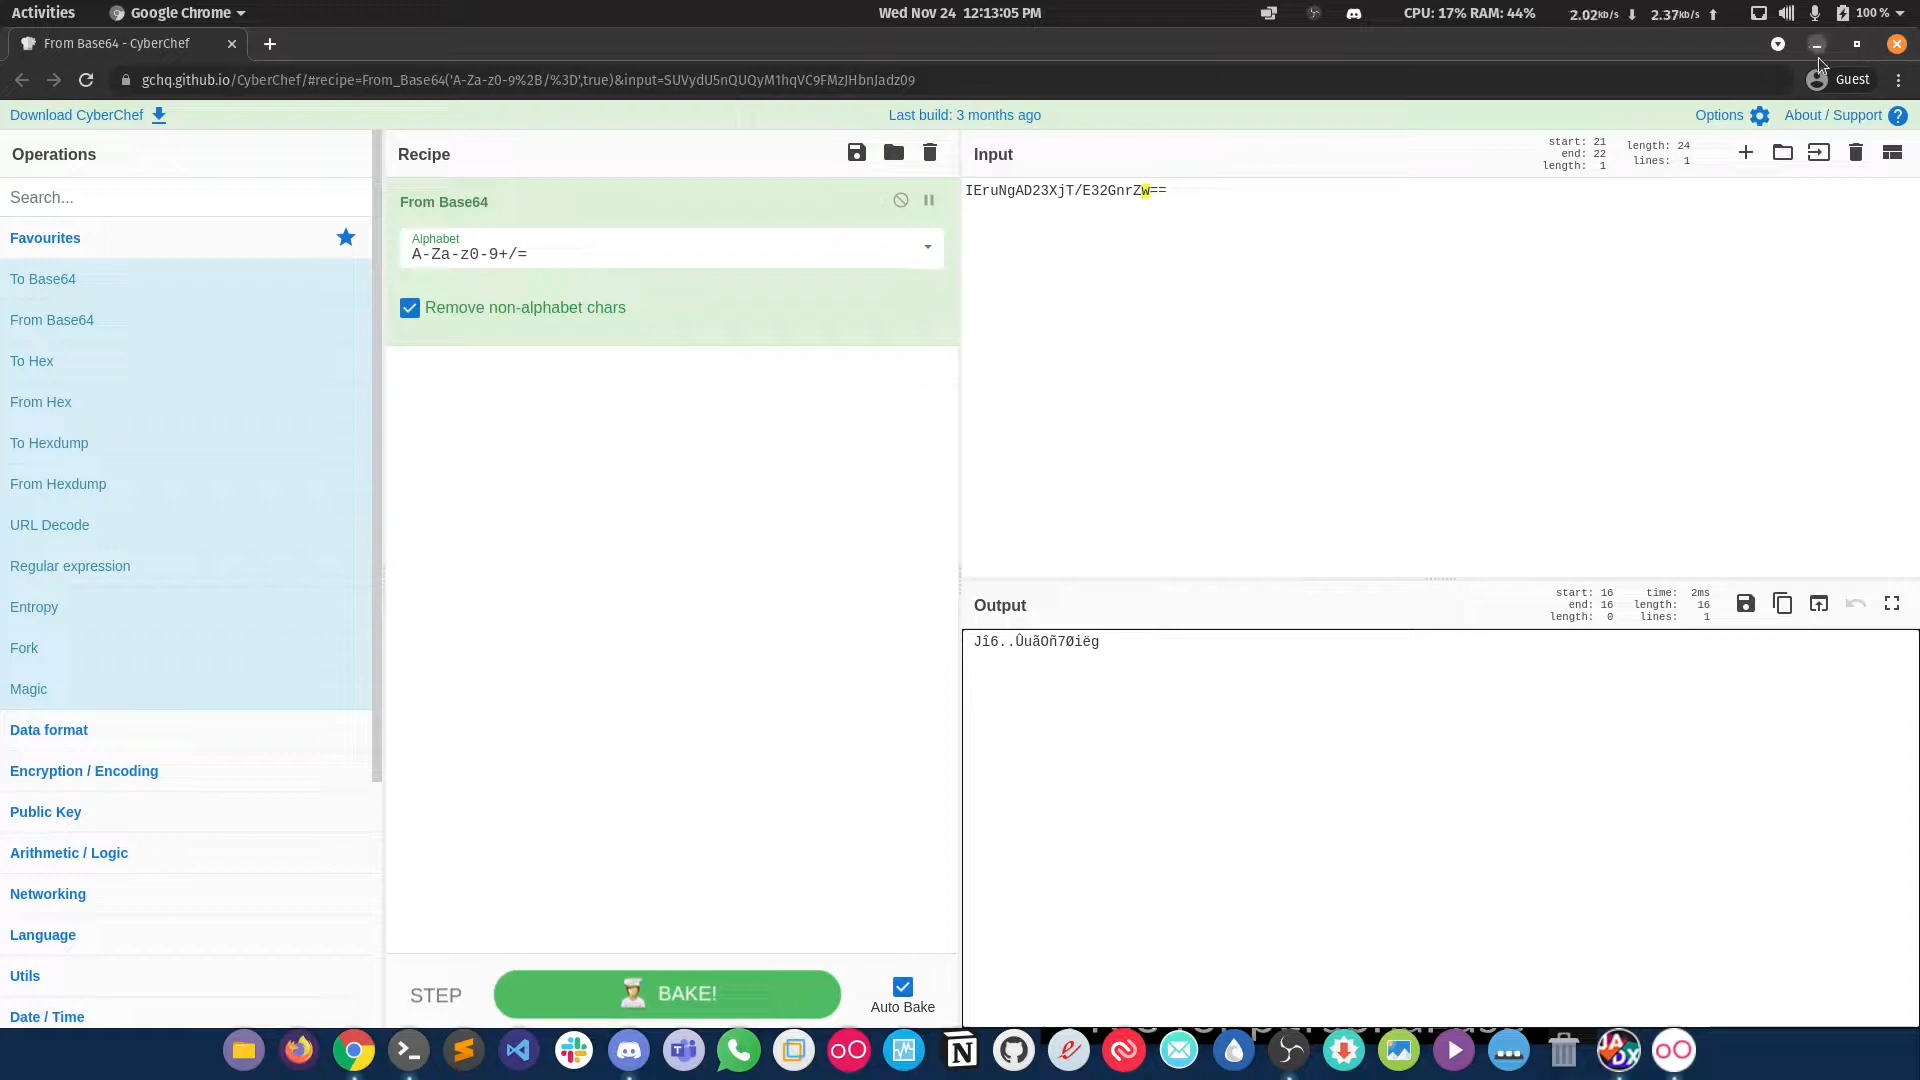 Activities
Google Chrome
Wed Nov 24 12:13:05 PM
CPU: 17% RAM: 44%
2.02kb/s
2.37kb/s
100 %
From Base64 - CyberChef
gchq.github.io/CyberChef/#recipe=From_Base64('A-Za-z0-9%2B/%3D',true)&input=SUVydU5nQUQyM1hqVC9FMzJHbnJadz09
Guest
Download CyberChef
Last build: 3 months ago
Options
About / Support
Operations
Search...
Favourites
To Base64
From Base64
To Hex
From Hex
To Hexdump
From Hexdump
URL Decode
Regular expression
Entropy
Fork
Magic
Data format
Encryption / Encoding
Public Key
Arithmetic / Logic
Networking
Language
Utils
Date / Time
Recipe
From Base64
Alphabet
A-Za-z0-9+/=
Remove non-alphabet chars
STEP
BAKE!
Auto Bake
Input
start: 21
end: 22
length: 1
length: 24
lines: 1
IEruNgAD23XjT/E32GnrZw==
Output
start: 16
end: 16
length: 0
time: 2ms
length: 16
lines: 1
Jî6..ÛuãOñ7Øiëg